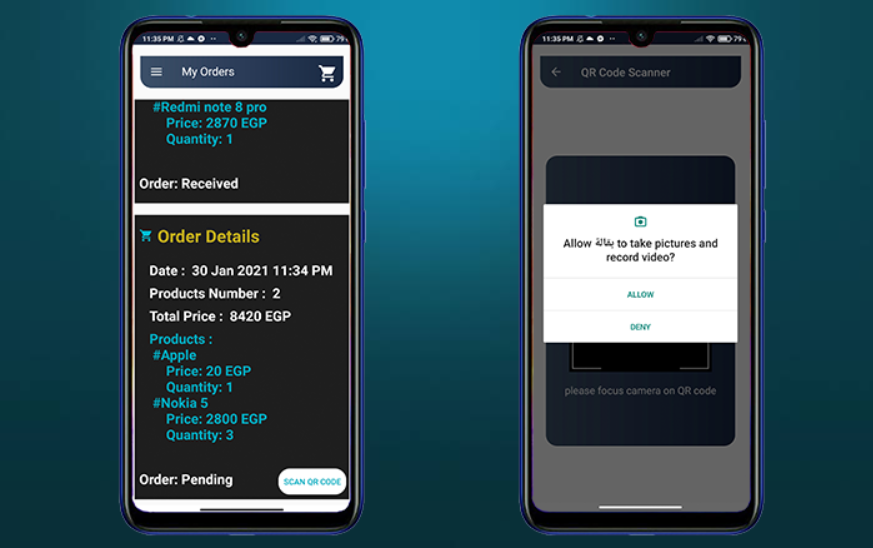 11:35 PM
79
My Orders
#Redmi note 8 pro
Price: 2870 EGP
Quantity: 1
Order: Received
Order Details
Date : 30 Jan 2021 11:34 PM
Products Number : 2
Total Price : 8420 EGP
Products :
#Apple
Price: 20 EGP
Quantity: 1
#Nokia 5
Price: 2800 EGP
Quantity: 3
Order: Pending
SCAN QR CODE
11:35 PM
79
QR Code Scanner
Allow بقالة to take pictures and
record video?
ALLOW
DENY
please focus camera on QR code